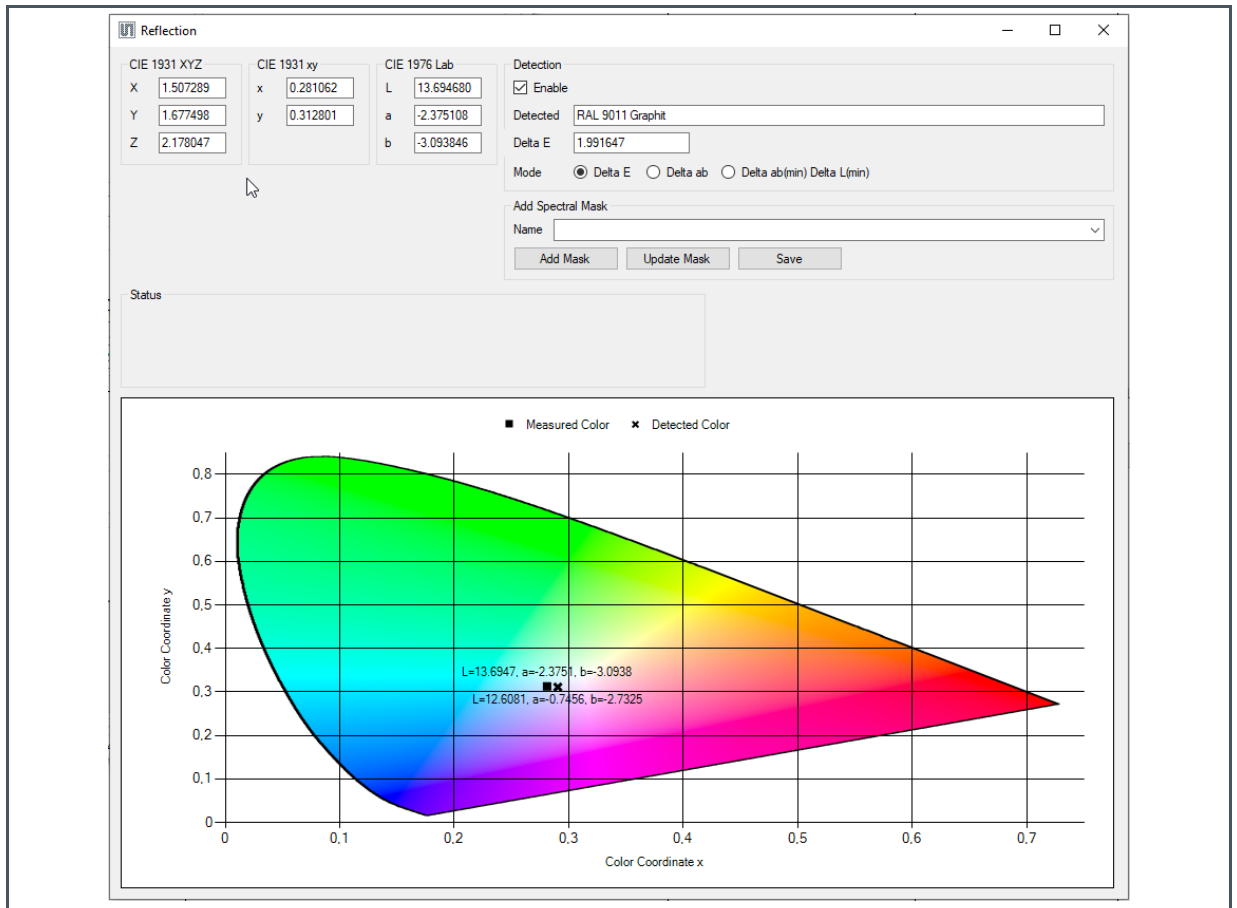 Reflection
CIE 1931 XYZ
X 1.507289
Y 1.677498
Z 2.178047
CIE 1931 xy
x 0.281062
y 0.312801
CIE 1976 Lab
L 13.694680
a -2.375108
b -3.093846
Detection
Enable
Detected RAL 9011 Graphit
Delta E 1.991647
Mode Delta E Delta ab Delta ab(min) Delta L(min)
Add Spectral Mask
Name
Add Mask Update Mask Save
Status
Measured Color Detected Color
0.8
0.7
0.6
0.5
0.4
0.3
0.2
0.1
0
Color Coordinate y
L=13.6947, a=-2.3751, b=-3.0938
L=12.6081, a=-0.7456, b=-2.7325
0 0.1 0.2 0.3 0.4 0.5 0.6 0.7
Color Coordinate x